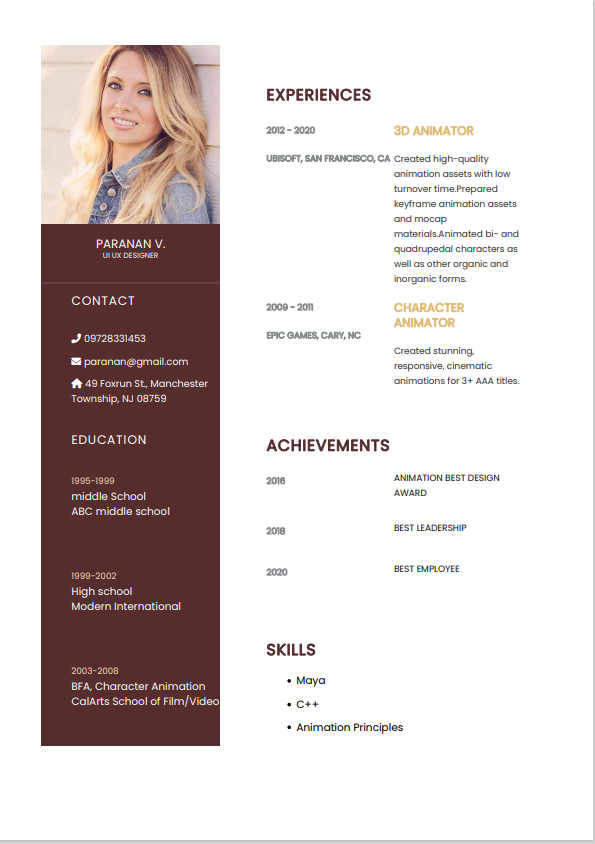 PARANAN V.
UI UX DESIGNER
CONTACT
09728331453
paranan@gmail.com
49 Foxrun St., Manchester
Township, NJ 08759
EDUCATION
1995-1999
middle School
ABC middle school
1999-2002
High school
Modern International
2003-2008
BFA, Character Animation
CalArts School of Film/Video
EXPERIENCES
2012 - 2020
3D ANIMATOR
UBISOFT, SAN FRANCISCO, CA
Created high-quality
animation assets with low
turnover time.Prepared
keyframe animation assets
and mocap
materials.Animated bi- and
quadrupedal characters as
well as other organic and
inorganic forms.
2009 - 2011
CHARACTER
ANIMATOR
EPIC GAMES, CARY, NC
Created stunning,
responsive, cinematic
animations for 3+ AAA titles.
ACHIEVEMENTS
2016
ANIMATION BEST DESIGN
AWARD
2018
BEST LEADERSHIP
2020
BEST EMPLOYEE
SKILLS
• Maya
• C++
• Animation Principles